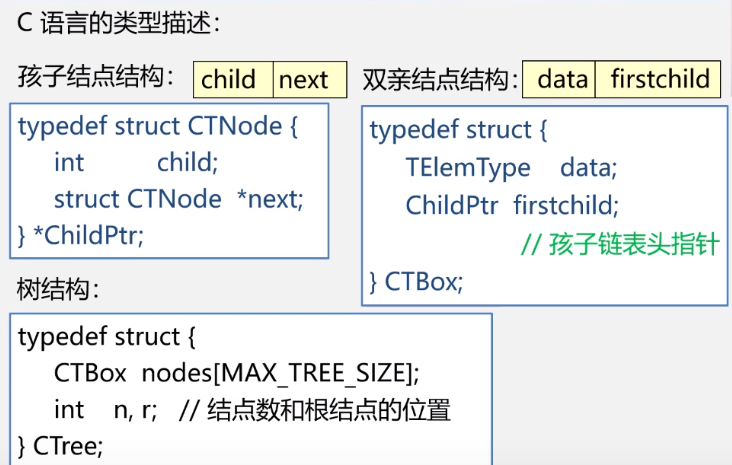 C 语言的类型描述：
孩子结点结构： child next
双亲结点结构： data firstchild
typedef struct CTNode {
int child;
struct CTNode *next;
} *ChildPtr;
typedef struct {
TElemType data;
ChildPtr firstchild;
// 孩子链表头指针
} CTBox;
树结构：
typedef struct {
CTBox nodes[MAX_TREE_SIZE];
int n, r; // 结点数和根结点的位置
} CTree;